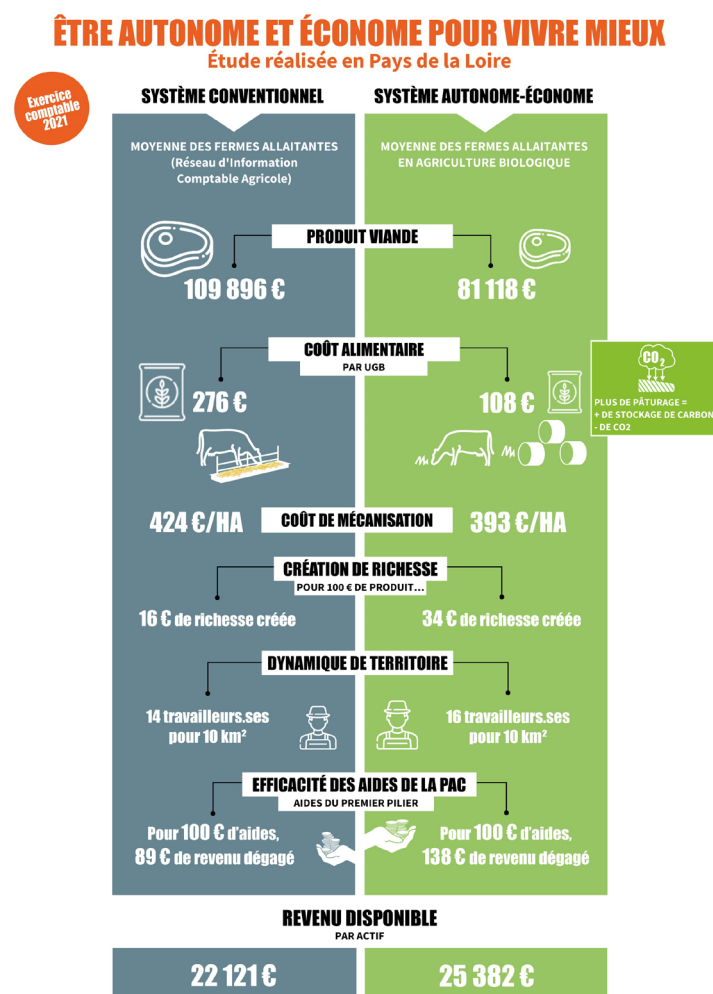 ÊTRE AUTONOME ET ÉCONOME POUR VIVRE MIEUX
Étude réalisée en Pays de la Loire
Exercice
comptable
2021
SYSTÈME CONVENTIONNEL
SYSTÈME AUTONOME-ÉCONOME
MOYENNE DES FERMES ALLAITANTES
(Réseau d'Information
Comptable Agricole)
MOYENNE DES FERMES ALLAITANTES
EN AGRICULTURE BIOLOGIQUE
PRODUIT VIANDE
109 896 €
81 118 €
COÛT ALIMENTAIRE
PAR UGB
276 €
108 €
CO2
PLUS DE PÂTURAGE =
+ DE STOCKAGE DE CARBON
- DE CO2
424 €/HA
COÛT DE MÉCANISATION
393 €/HA
CRÉATION DE RICHESSE
POUR 100 € DE PRODUIT...
16 € de richesse créée
34 € de richesse créée
DYNAMIQUE DE TERRITOIRE
14 travailleurs.ses
pour 10 km²
16 travailleurs.ses
pour 10 km²
EFFICACITÉ DES AIDES DE LA PAC
AIDES DU PREMIER PILIER
Pour 100 € d'aides,
89 € de revenu dégagé
Pour 100 € d'aides,
138 € de revenu dégagé
REVENU DISPONIBLE
PAR ACTIF
22 121 €
25 382 €